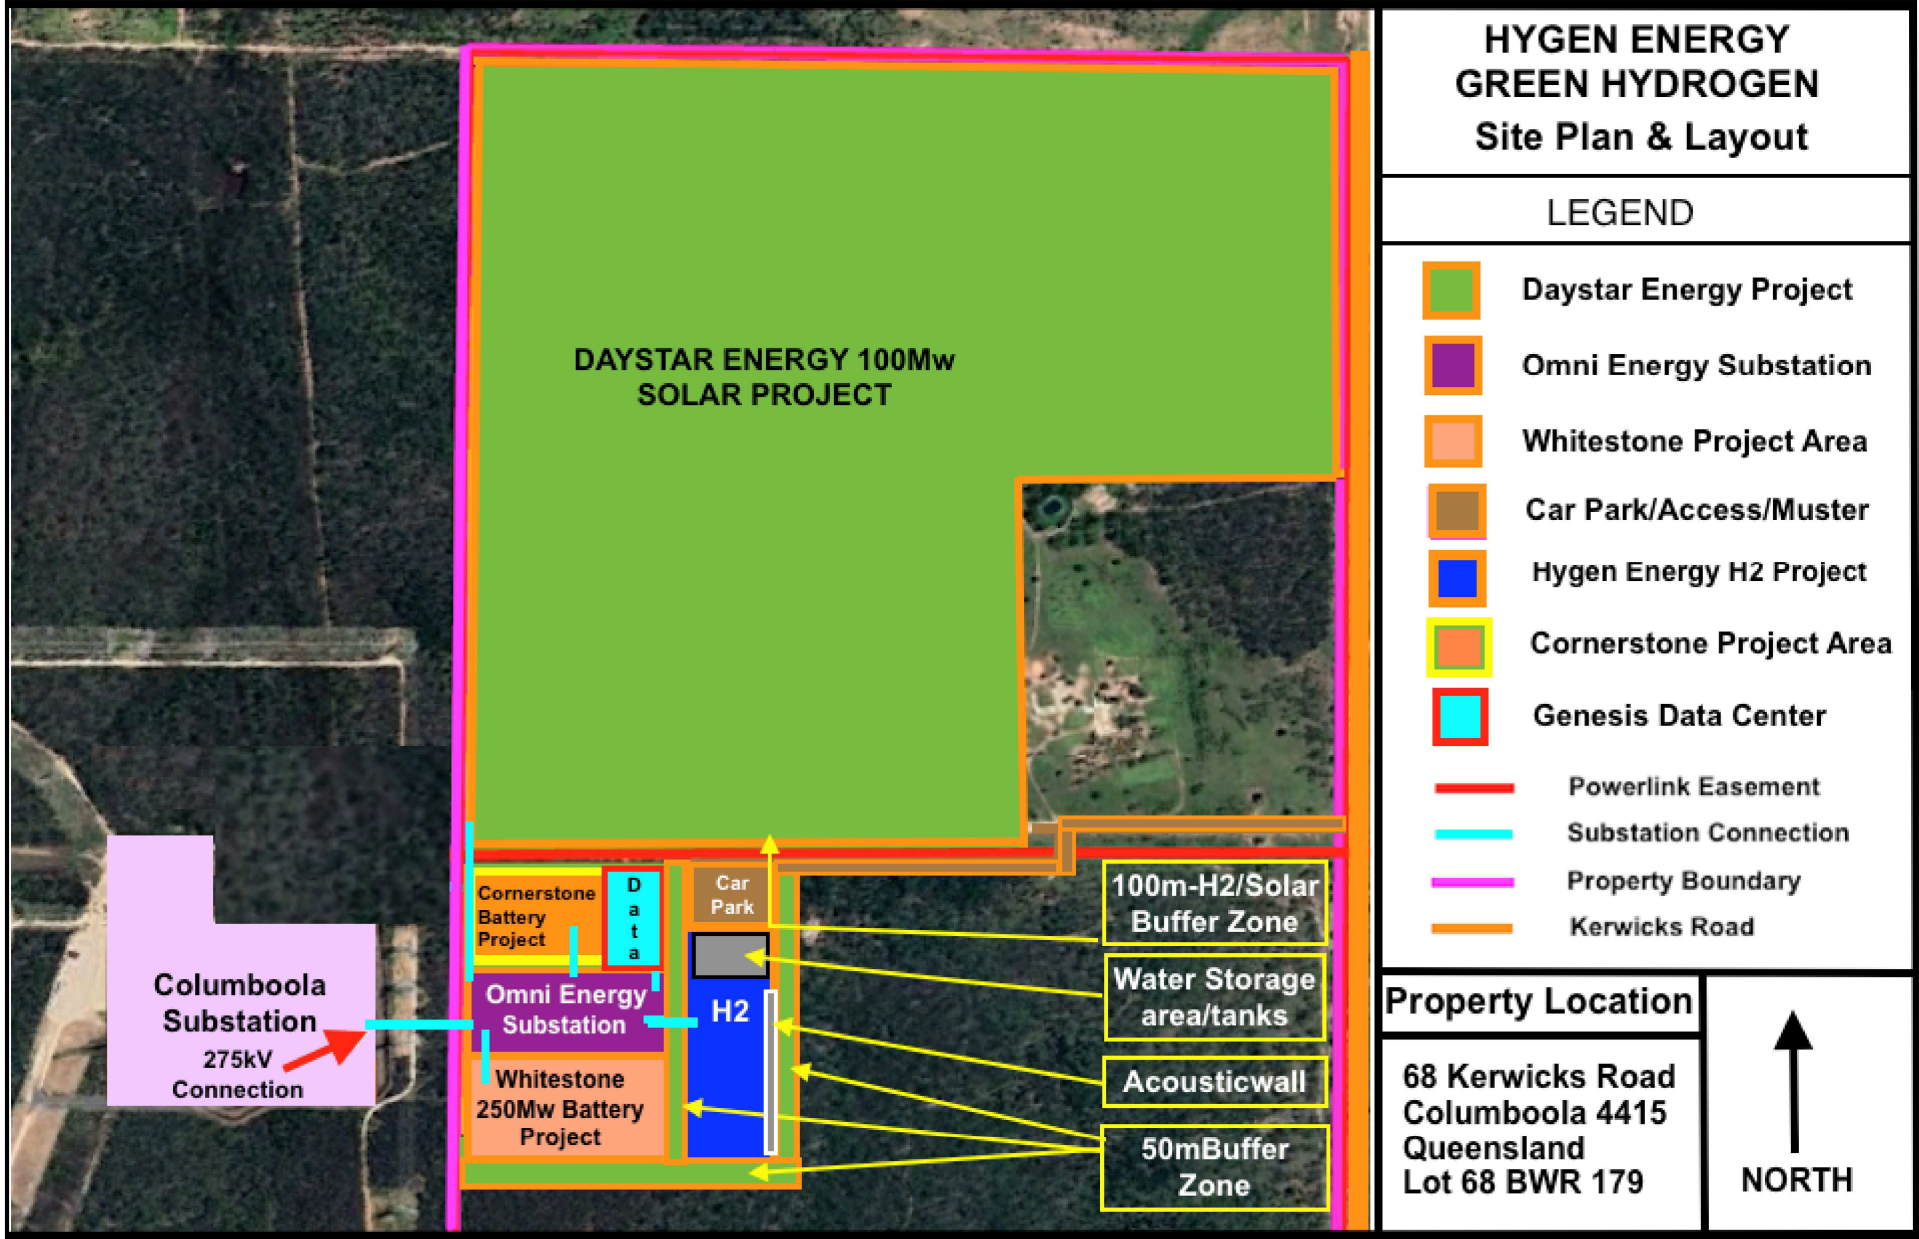 HYGEN ENERGY
GREEN HYDROGEN
Site Plan & Layout
LEGEND
Daystar Energy Project
Omni Energy Substation
Whitestone Project Area
Car Park/Access/Muster
Hygen Energy H2 Project
Cornerstone Project Area
Genesis Data Center
Powerlink Easement
Substation Connection
Property Boundary
Kerwicks Road
Property Location
68 Kerwicks Road
Columboola 4415
Queensland
Lot 68 BWR 179
NORTH
DAYSTAR ENERGY 100Mw
SOLAR PROJECT
Cornerstone
Battery
Project
D
a
t
a
Car
Park
Omni Energy
Substation
H2
Whitestone
250Mw Battery
Project
Columboola
Substation
275kV
Connection
100m-H2/Solar
Buffer Zone
Water Storage
area/tanks
Acousticwall
50mBuffer
Zone